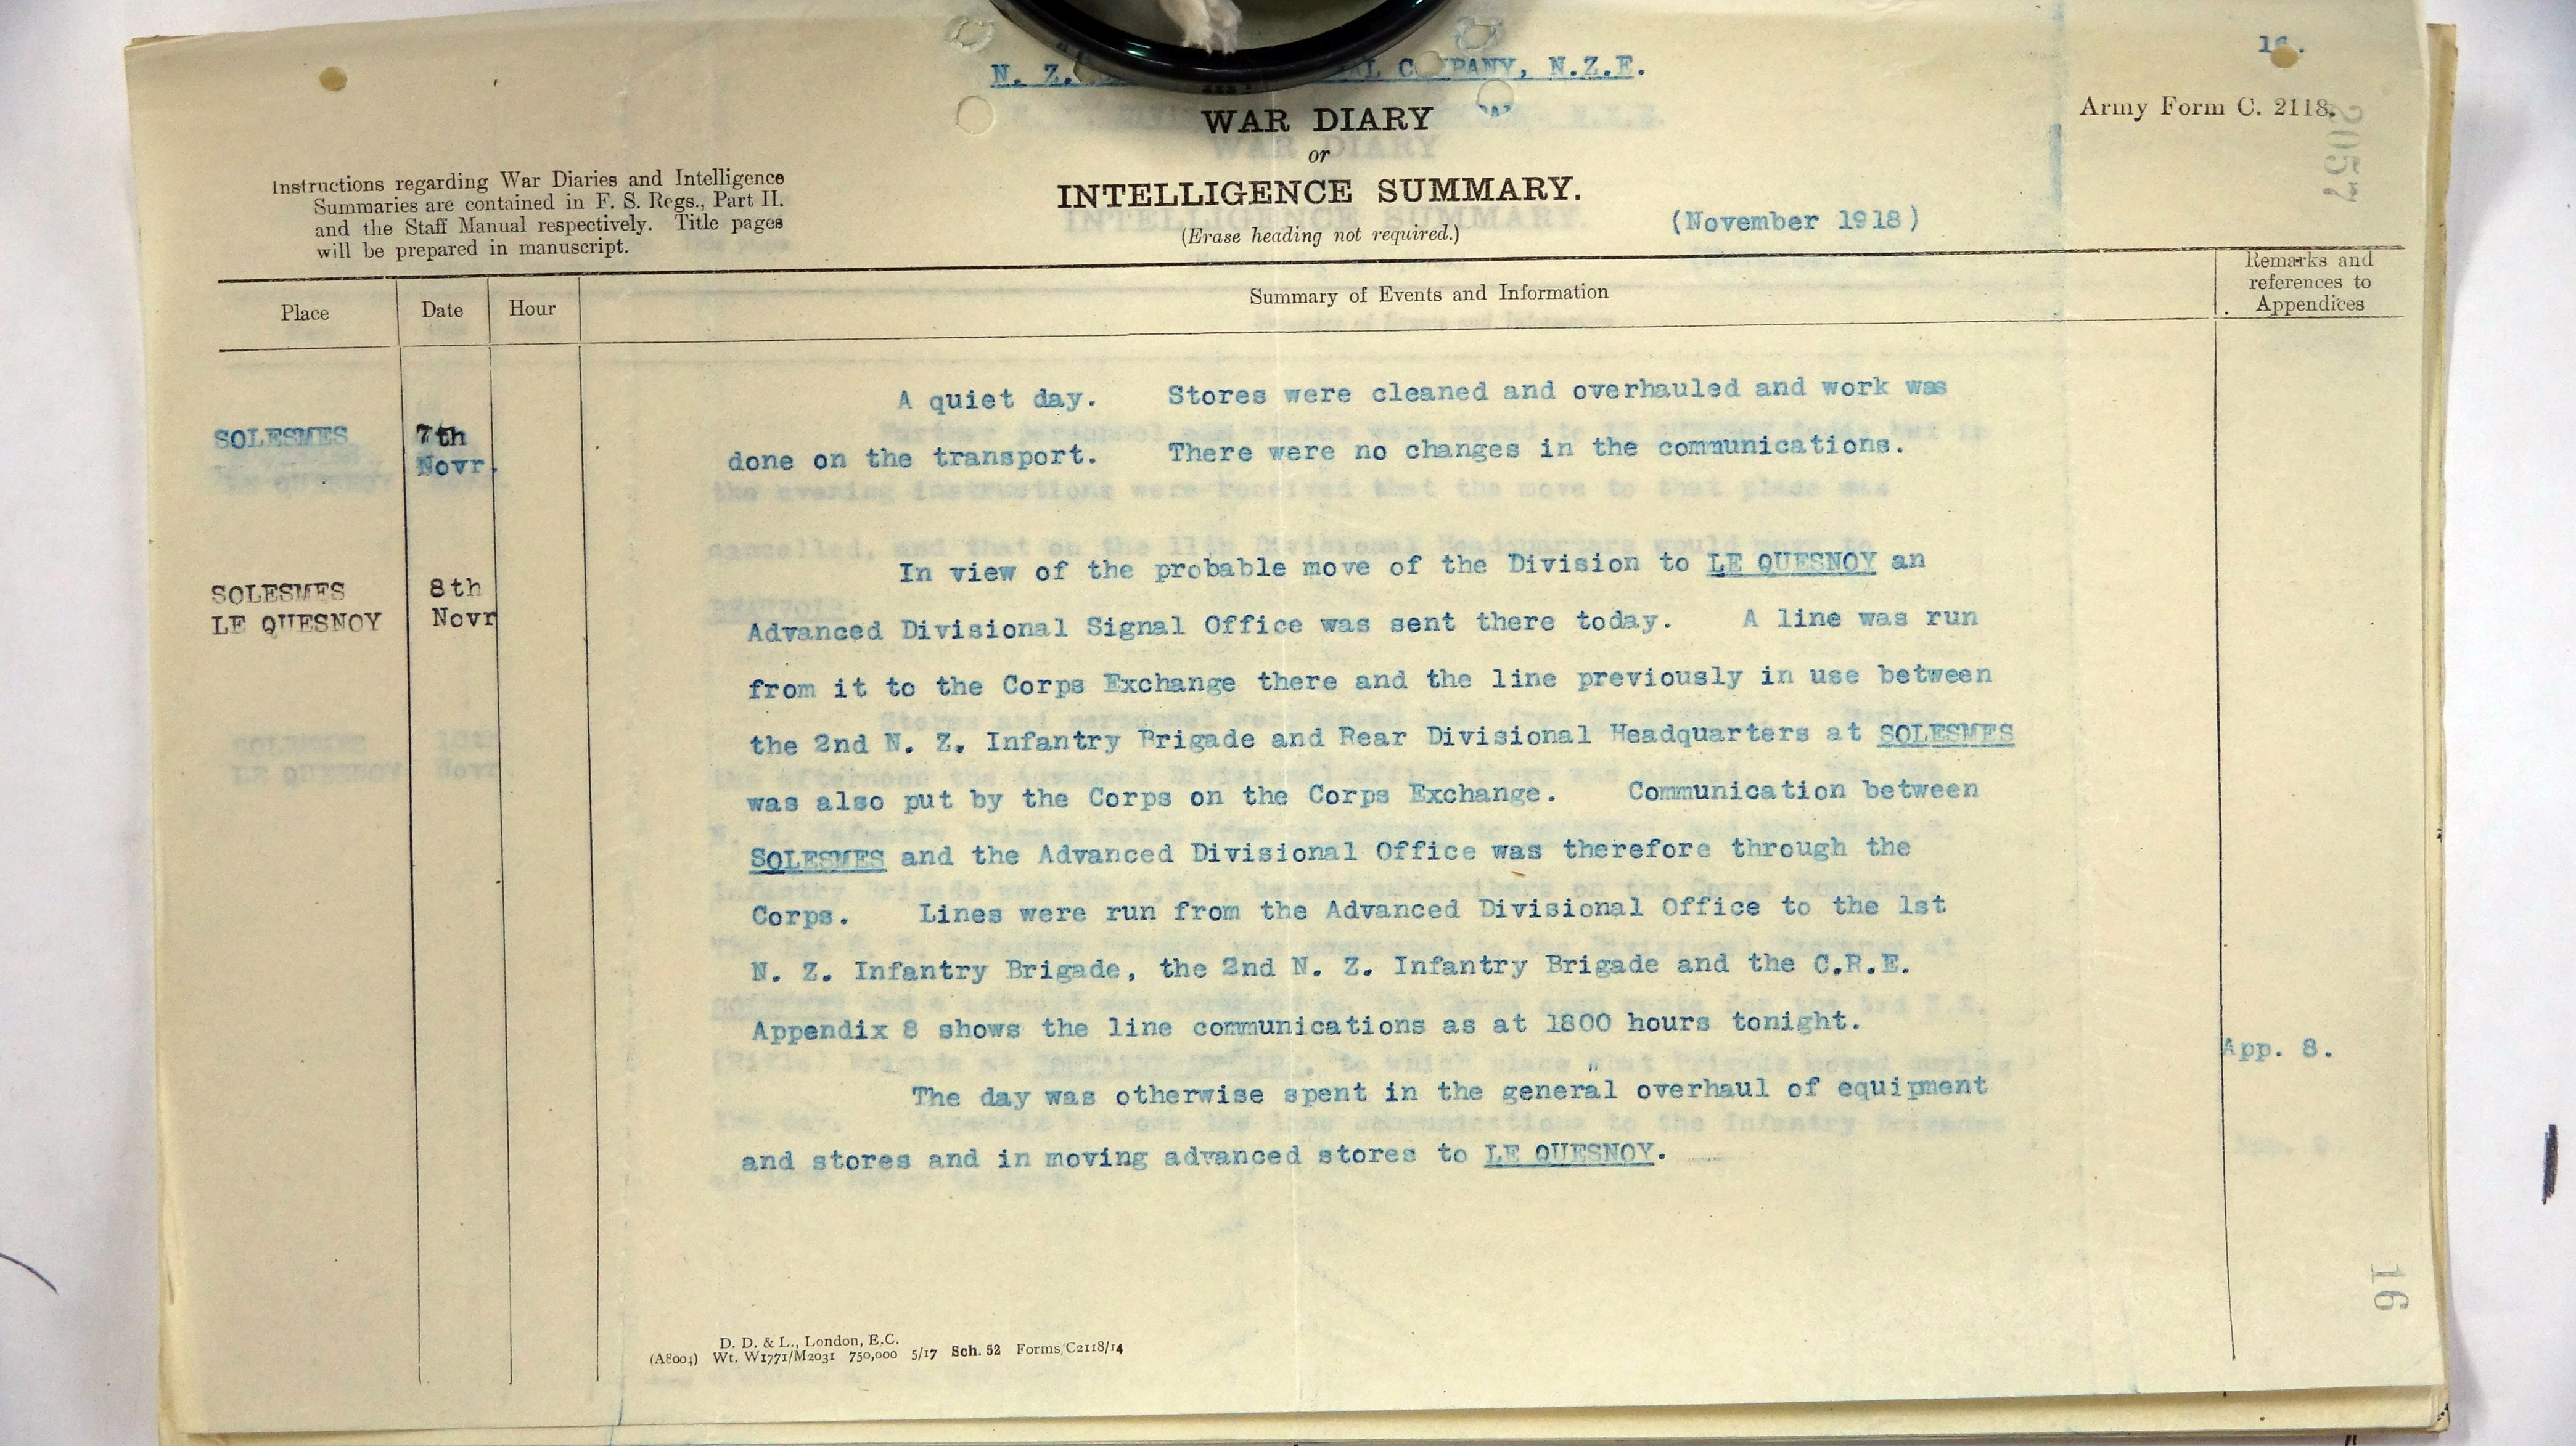 16.
N. Z. AL COMPANY, N.Z.E.
Army Form C. 2118.
2057
WAR DIARY
or
INTELLIGENCE SUMMARY.
(Erase heading not required.)
(November 1918)
Instructions regarding War Diaries and Intelligence
Summaries are contained in F. S. Regs., Part II.
and the Staff Manual respectively. Title pages
will be prepared in manuscript.
Place Date Hour Summary of Events and Information Remarks and
references to
Appendices
A quiet day. Stores were cleaned and overhauled and work was
SOLESMES 7th
Novr.
done on the transport. There were no changes in the communications.
In view of the probable move of the Division to LE QUESNOY an
SOLESMES 8th
LE QUESNOY Novr
Advanced Divisional Signal Office was sent there today. A line was run
from it to the Corps Exchange there and the line previously in use between
the 2nd N. Z. Infantry Brigade and Rear Divisional Headquarters at SOLESMES
was also put by the Corps on the Corps Exchange. Communication between
SOLESMES and the Advanced Divisional Office was therefore through the
Corps. Lines were run from the Advanced Divisional Office to the 1st
N. Z. Infantry Brigade, the 2nd N. Z. Infantry Brigade and the C.R.E.
Appendix 8 shows the line communications as at 1800 hours tonight.
App. 8.
The day was otherwise spent in the general overhaul of equipment
and stores and in moving advanced stores to LE QUESNOY.
16
D. D. & L., London, E.C.
(A8004) Wt. W1771/M2031 750,000 5/17 Sch. 52 Forms/C2118/14